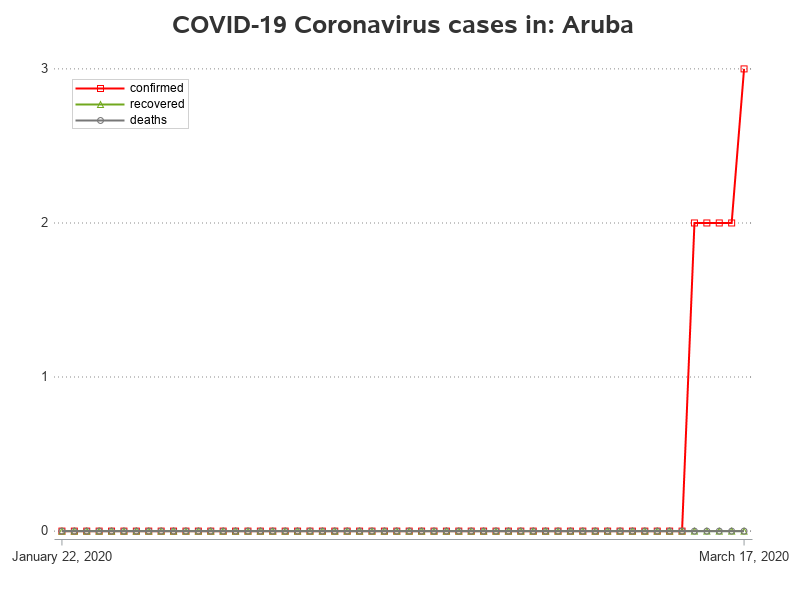 COVID-19 Coronavirus cases in: Aruba
3
confirmed
recovered
deaths
2
1
0
January 22, 2020
March 17, 2020